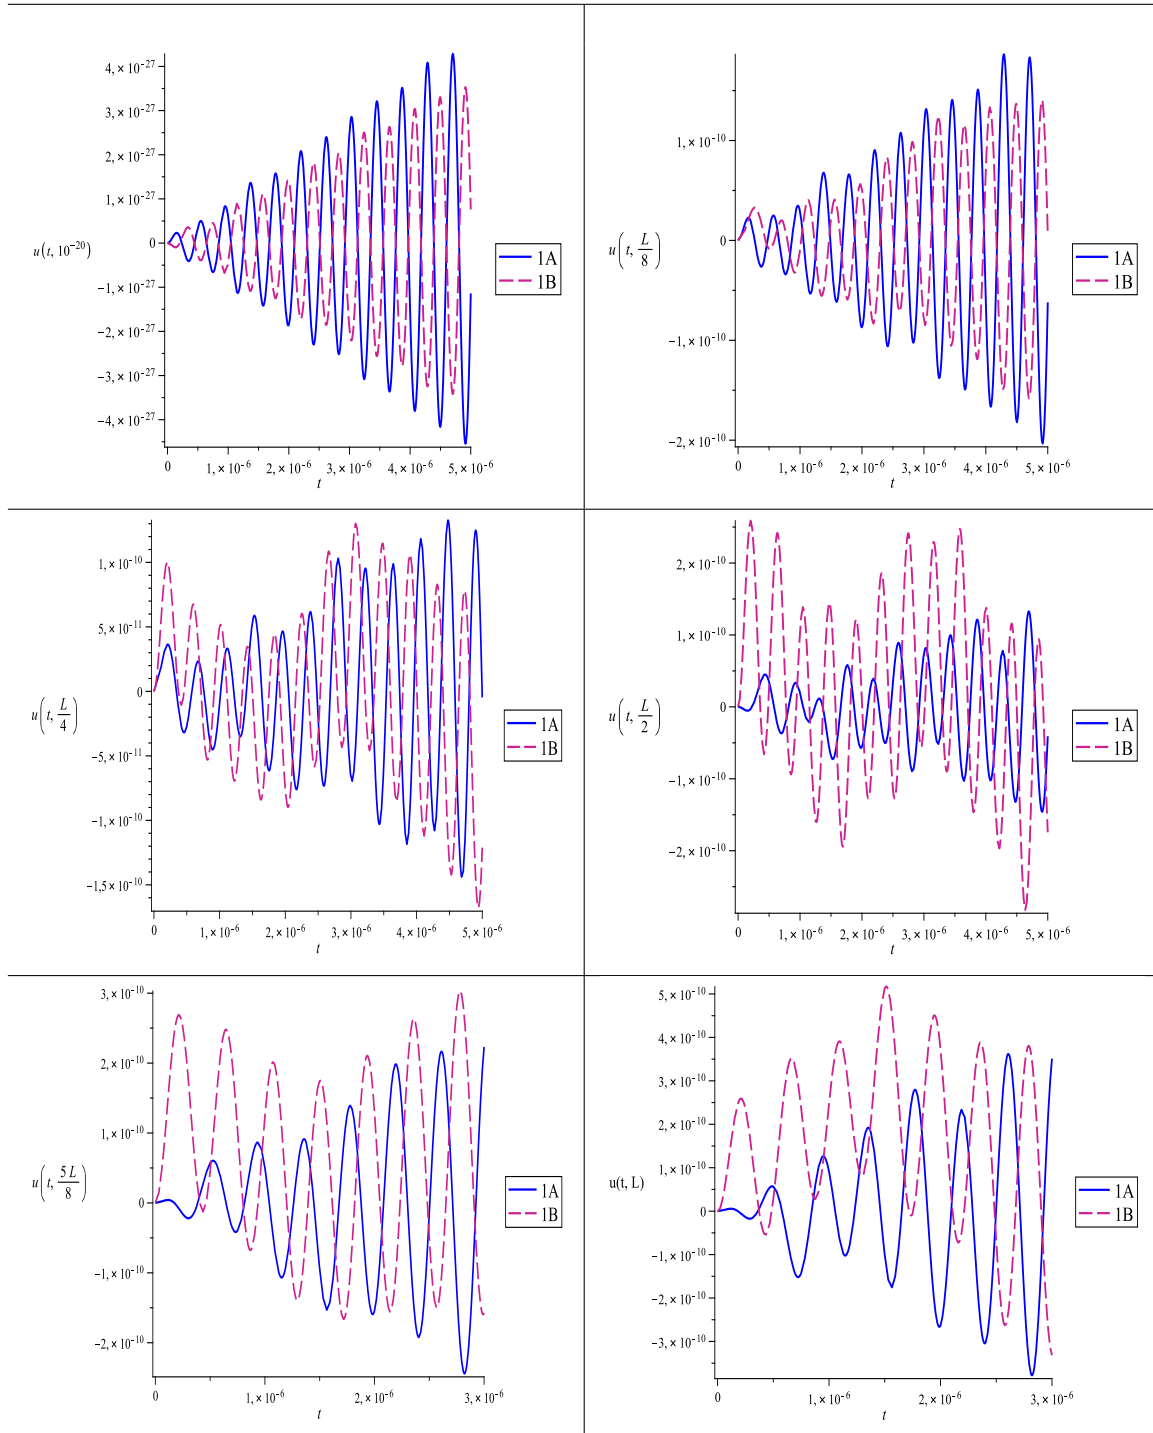 4,×10⁻²⁷
3,×10⁻²⁷
2,×10⁻²⁷
1,×10⁻²⁷
0
−1,×10⁻²⁷
−2,×10⁻²⁷
−3,×10⁻²⁷
−4,×10⁻²⁷
u(t, 10⁻²⁰)
0 1,×10⁻⁶ 2,×10⁻⁶ 3,×10⁻⁶ 4,×10⁻⁶ 5,×10⁻⁶
t
1A
1B
1,×10⁻¹⁰
0
−1,×10⁻¹⁰
−2,×10⁻¹⁰
u(t, L/8)
0 1,×10⁻⁶ 2,×10⁻⁶ 3,×10⁻⁶ 4,×10⁻⁶ 5,×10⁻⁶
t
1A
1B
1,×10⁻¹⁰
5,×10⁻¹¹
0
−5,×10⁻¹¹
−1,×10⁻¹⁰
−1,5×10⁻¹⁰
u(t, L/4)
0 1,×10⁻⁶ 2,×10⁻⁶ 3,×10⁻⁶ 4,×10⁻⁶ 5,×10⁻⁶
t
1A
1B
2,×10⁻¹⁰
1,×10⁻¹⁰
0
−1,×10⁻¹⁰
−2,×10⁻¹⁰
u(t, L/2)
0 1,×10⁻⁶ 2,×10⁻⁶ 3,×10⁻⁶ 4,×10⁻⁶ 5,×10⁻⁶
t
1A
1B
3,×10⁻¹⁰
2,×10⁻¹⁰
1,×10⁻¹⁰
0
−1,×10⁻¹⁰
−2,×10⁻¹⁰
u(t, 5L/8)
0 1,×10⁻⁶ 2,×10⁻⁶ 3,×10⁻⁶
t
1A
1B
5,×10⁻¹⁰
4,×10⁻¹⁰
3,×10⁻¹⁰
2,×10⁻¹⁰
1,×10⁻¹⁰
0
−1,×10⁻¹⁰
−2,×10⁻¹⁰
−3,×10⁻¹⁰
u(t, L)
0 1,×10⁻⁶ 2,×10⁻⁶ 3,×10⁻⁶
t
1A
1B